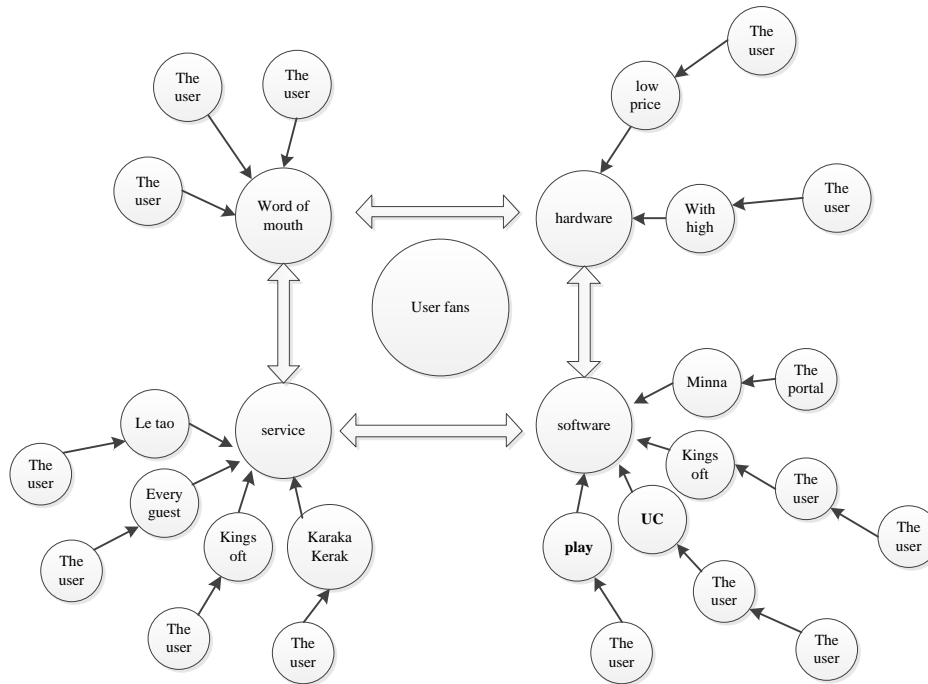 The
user
The
user
The
user
Word of
mouth
The
user
low
price
hardware
With
high
The
user
User fans
Minna
The
portal
software
Kings
oft
The
user
The
user
UC
The
user
The
user
play
The
user
service
Le tao
The
user
Every
guest
The
user
Kings
oft
The
user
Karaka
Kerak
The
user